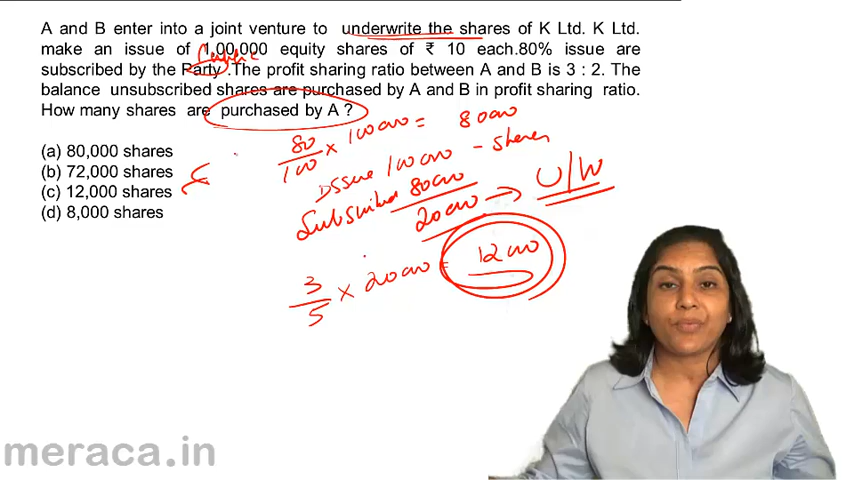 A and B enter into a joint venture to underwrite the shares of K Ltd. K Ltd.
make an issue of 1,00,000 equity shares of ₹ 10 each.80% issue are
Public
subscribed by the Party .The profit sharing ratio between A and B is 3 : 2. The
balance unsubscribed shares are purchased by A and B in profit sharing ratio.
How many shares are purchased by A ?
80/100 × 100000 = 80000
(a) 80,000 shares
(b) 72,000 shares
(c) 12,000 shares
(d) 8,000 shares
Issue 100000 - shares
Subscribed 80000
20000 → U/W
3/5 × 20000 = 12000
meraca.in